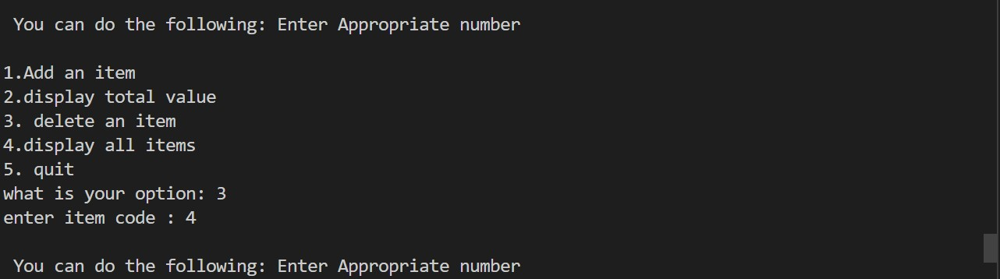 You can do the following: Enter Appropriate number
1.Add an item
2.display total value
3. delete an item
4.display all items
5. quit
what is your option: 3
enter item code : 4
You can do the following: Enter Appropriate number